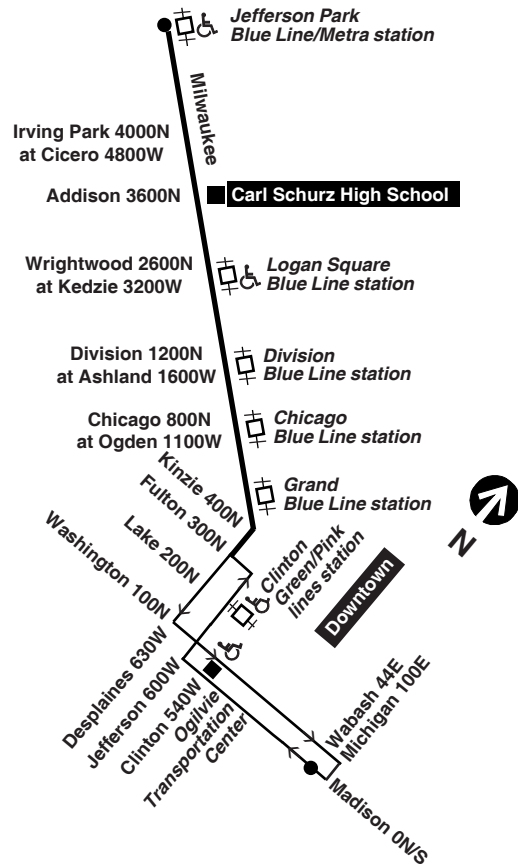 Jefferson Park
Blue Line/Metra station
Milwaukee
Irving Park 4000N
at Cicero 4800W
Addison 3600N
Carl Schurz High School
Wrightwood 2600N
at Kedzie 3200W
Logan Square
Blue Line station
Division 1200N
at Ashland 1600W
Division
Blue Line station
Chicago 800N
at Ogden 1100W
Chicago
Blue Line station
Grand
Blue Line station
Kinzie 400N
Fulton 300N
Lake 200N
Washington 100N
Clinton
Green/Pink
lines station
Downtown
N
Desplaines 630W
Jefferson 600W
Clinton 540W
Ogilvie
Transportation
Center
Wabash 44E
Michigan 100E
Madison 0N/S